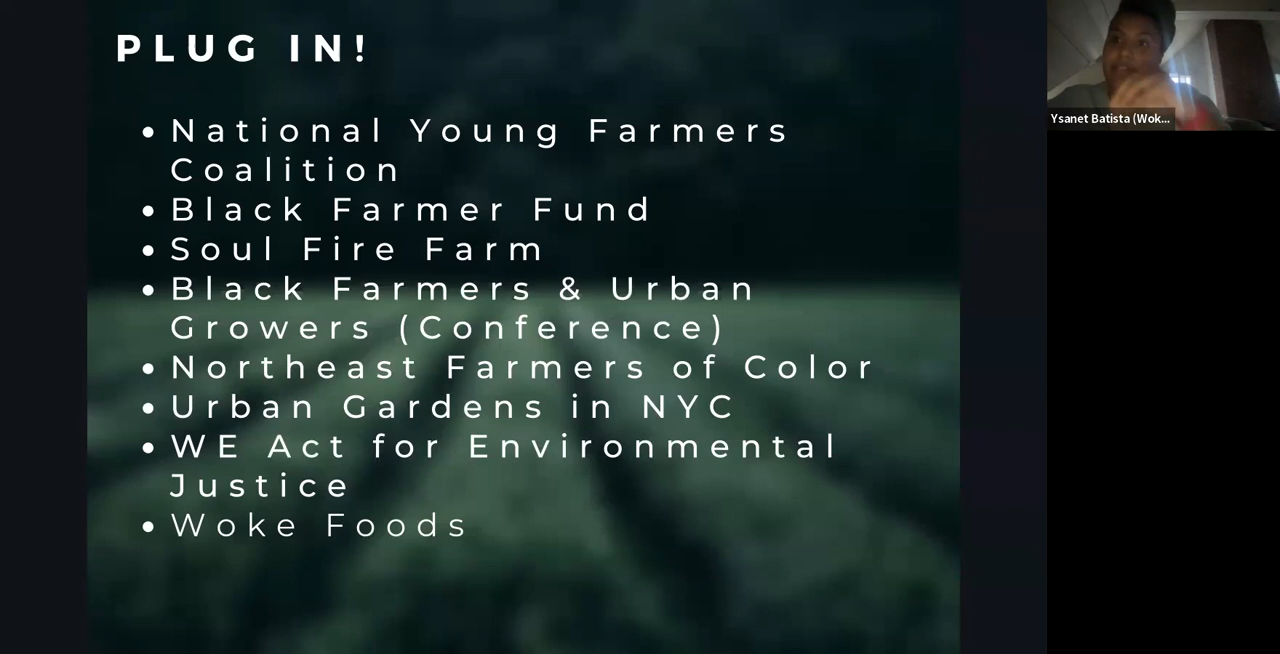 PLUG IN!
• National Young Farmers
Coalition
• Black Farmer Fund
• Soul Fire Farm
• Black Farmers & Urban
Growers (Conference)
• Northeast Farmers of Color
• Urban Gardens in NYC
• WE Act for Environmental
Justice
• Woke Foods
Ysanet Batista (Wok...